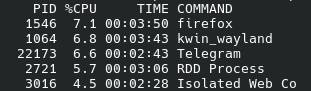 PID %CPU TIME COMMAND
1546 7.1 00:03:50 firefox
1064 6.8 00:03:43 kwin_wayland
22173 6.6 00:02:43 Telegram
2721 5.7 00:03:06 RDD Process
3016 4.5 00:02:28 Isolated Web Co